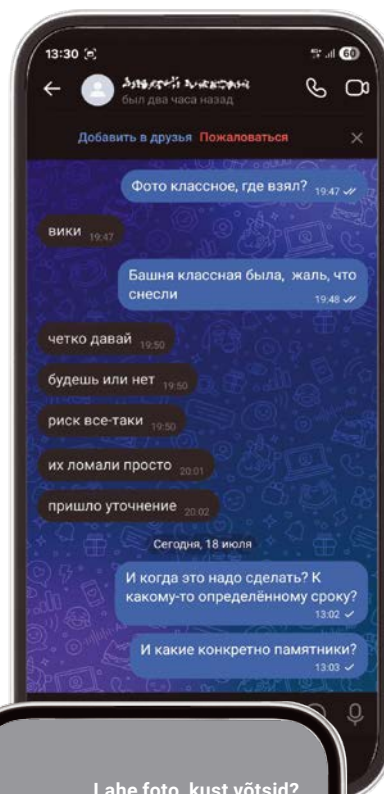 13:30
60
был два часа назад
Добавить в друзья Пожаловаться
Фото классное, где взял? 19:47
вики 19:47
Башня классная была, жаль, что
снесли 19:48
четко давай 19:50
будешь или нет 19:50
риск все-таки 19:50
их ломали просто 20:01
пришло уточнение 20:02
Сегодня, 18 июля
И когда это надо сделать? К
какому-то определённому сроку?
13:02
И какие конкретно памятники?
13:03
Lahe foto, kust võtsid?